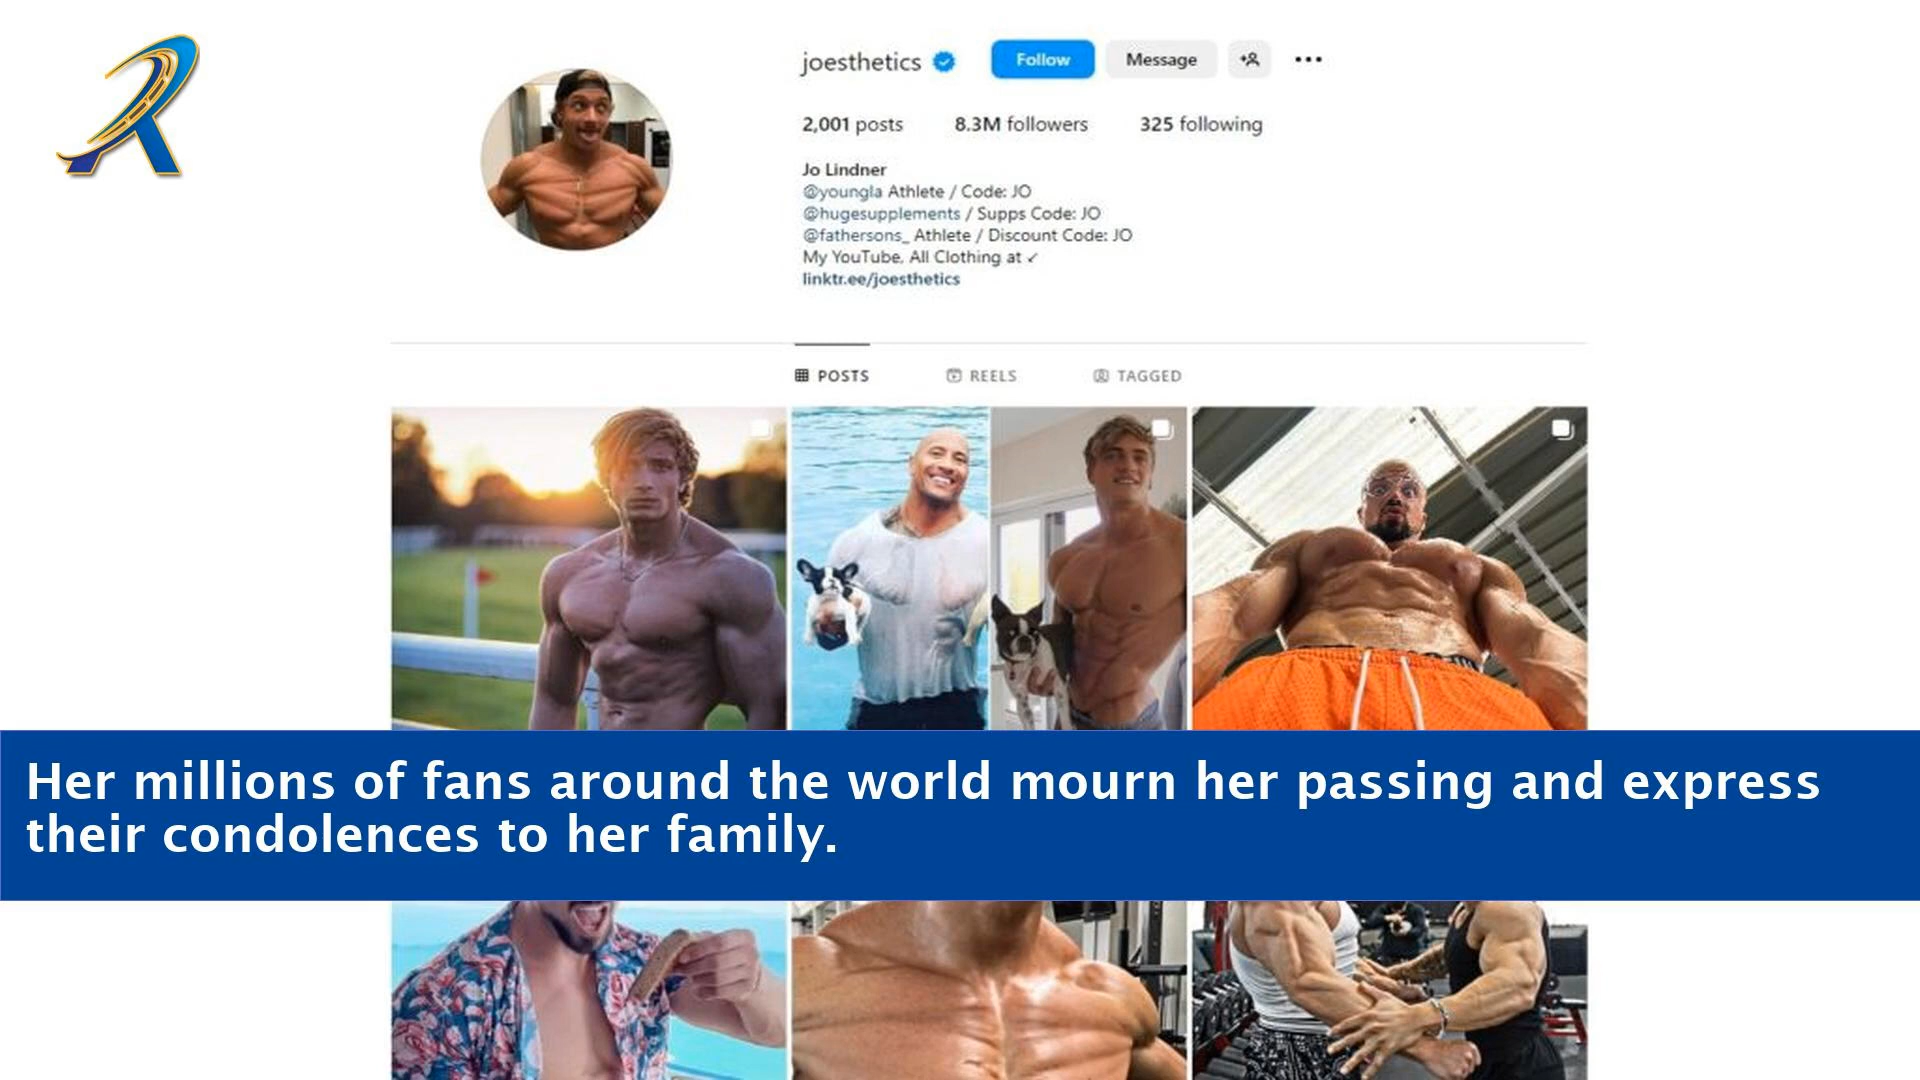 joesthetics
Follow
Message
2,001 posts
8.3M followers
325 following
Jo Lindner
@youngla Athlete / Code: JO
@hugesupplements / Supps Code: JO
@fathersons_ Athlete / Discount Code: JO
My YouTube, All Clothing at ↙
linktr.ee/joesthetics
POSTS
REELS
TAGGED
Her millions of fans around the world mourn her passing and express
their condolences to her family.